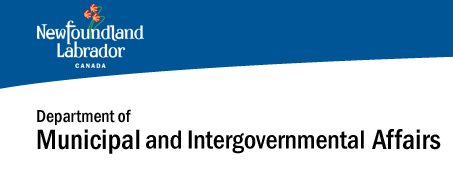 Newfoundland
Labrador
CANADA
Department of
Municipal and Intergovernmental Affairs